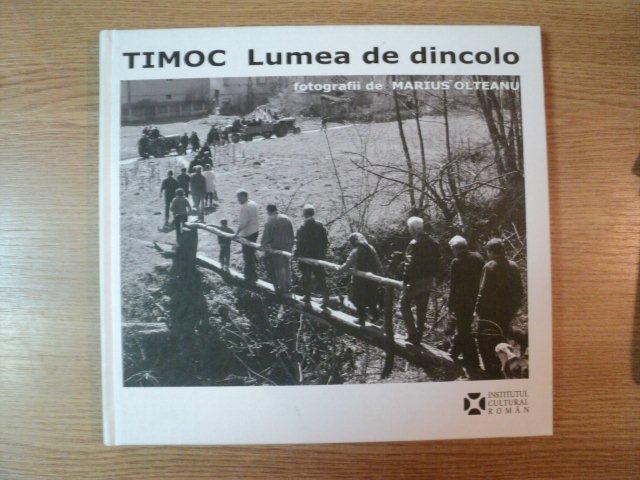 TIMOC Lumea de dincolo
fotografii de MARIUS OLTEANU
INSTITUTUL
CULTURAL
ROMÂN